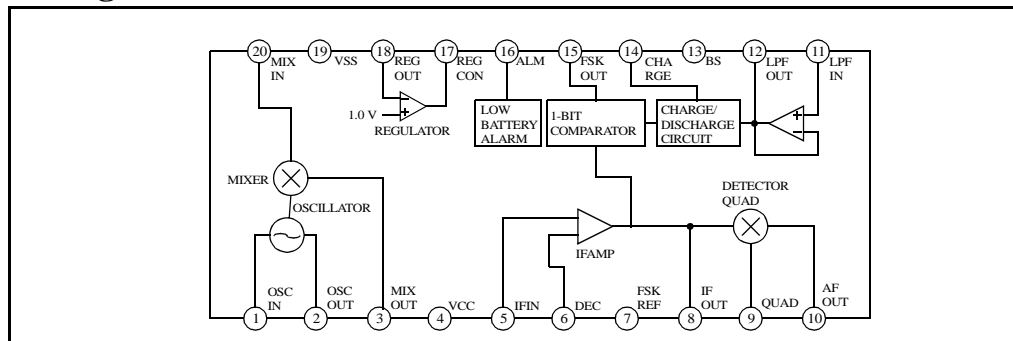 20
19
18
17
16
15
14
13
12
11
MIX
IN
VSS
REG
OUT
REG
CON
ALM
FSK
OUT
CHA
RGE
BS
LPF
OUT
LPF
IN
1.0 V
REGULATOR
LOW
BATTERY
ALARM
1-BIT
COMPARATOR
CHARGE/
DISCHARGE
CIRCUIT
MIXER
OSCILLATOR
IFAMP
DETECTOR
QUAD
OSC
IN
OSC
OUT
MIX
OUT
VCC
IFIN
DEC
FSK
REF
IF
OUT
QUAD
AF
OUT
1
2
3
4
5
6
7
8
9
10